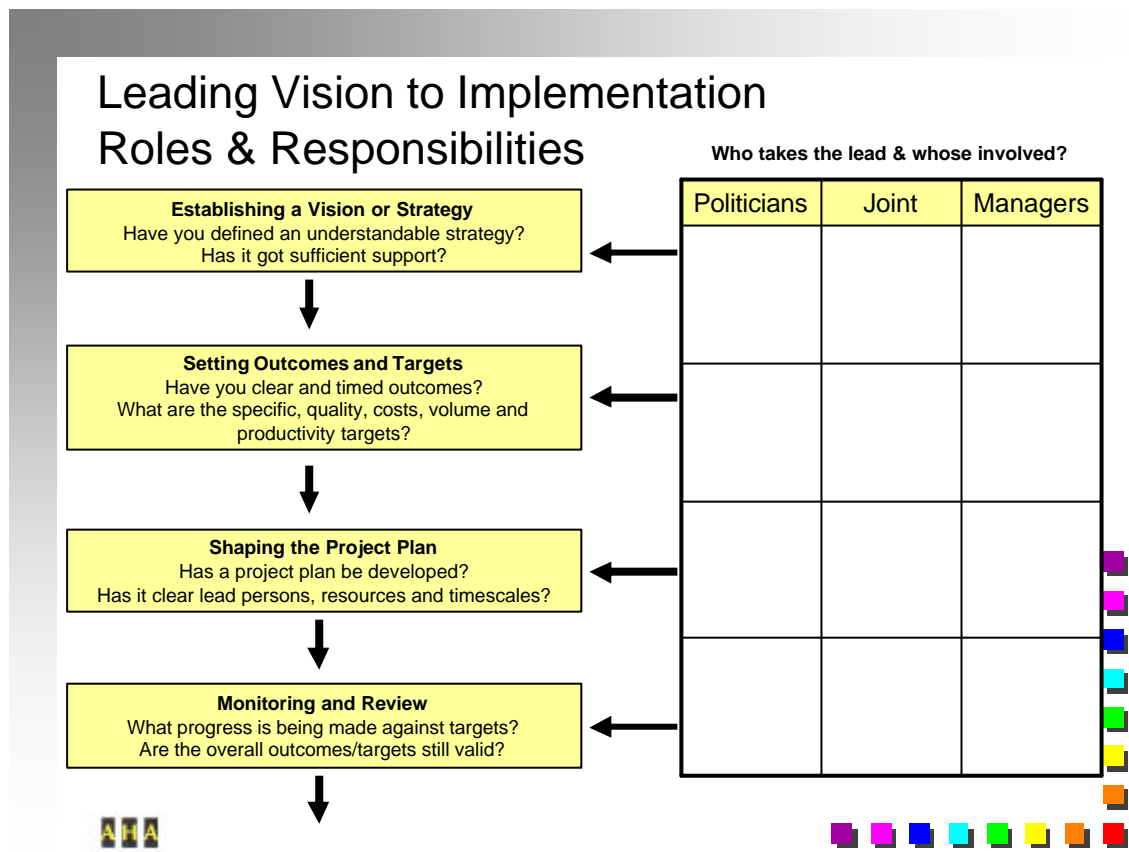 Leading Vision to Implementation
Roles & Responsibilities
Who takes the lead & whose involved?
Establishing a Vision or Strategy
Have you defined an understandable strategy?
Has it got sufficient support?
Politicians
Joint
Managers
Setting Outcomes and Targets
Have you clear and timed outcomes?
What are the specific, quality, costs, volume and
productivity targets?
Shaping the Project Plan
Has a project plan be developed?
Has it clear lead persons, resources and timescales?
Monitoring and Review
What progress is being made against targets?
Are the overall outcomes/targets still valid?
AHA